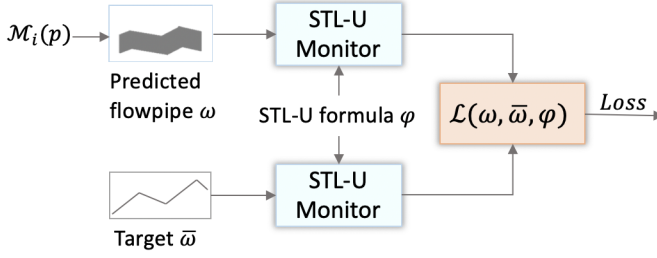 ℳᵢ(p)
STL-U
Monitor
Predicted
flowpipe ω
STL-U formula φ
ℒ(ω, ω̅, φ)
Loss
STL-U
Monitor
Target ω̅